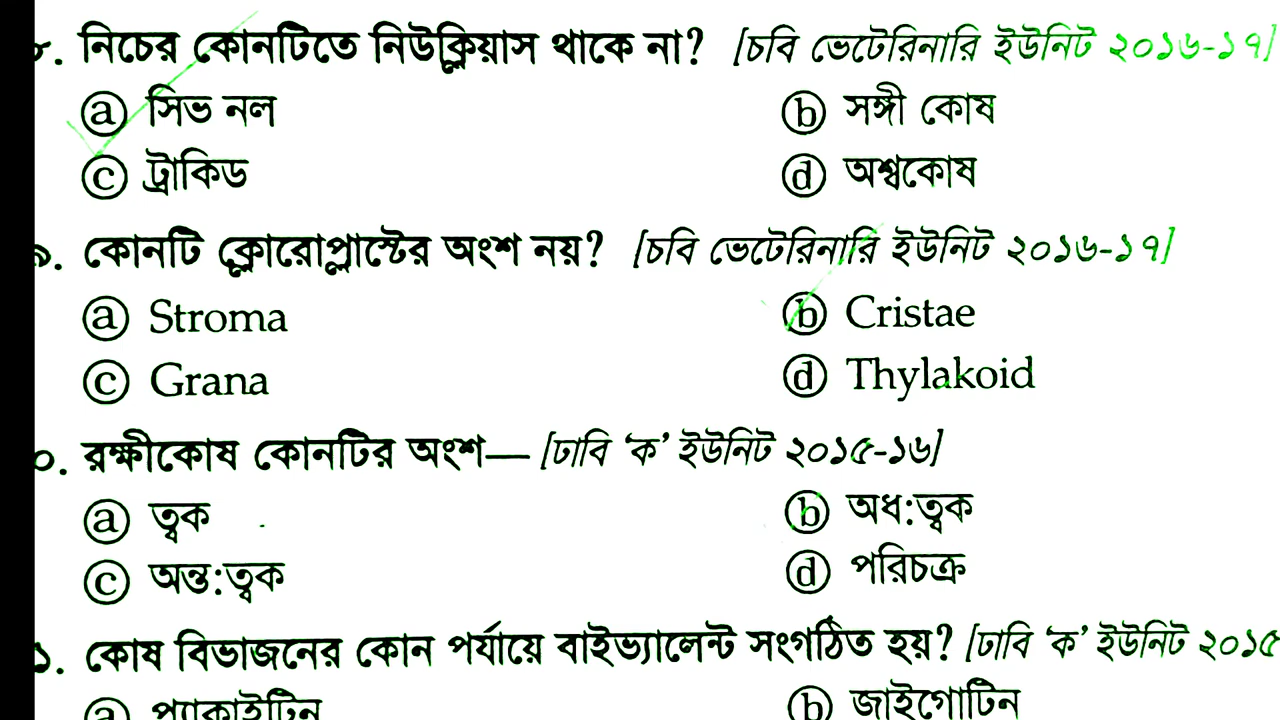 ৮. নিচের কোনটিতে নিউক্লিয়াস থাকে না? [চবি ভেটেরিনারি ইউনিট ২০১৬-১৭]
ⓐ সিভ নল ⓑ সঙ্গী কোষ
ⓒ ট্রাকিড ⓓ অশ্বকোষ
৯. কোনটি ক্লোরোপ্লাস্টের অংশ নয়? [চবি ভেটেরিনারি ইউনিট ২০১৬-১৭]
ⓐ Stroma ⓑ Cristae
ⓒ Grana ⓓ Thylakoid
০. রক্ষীকোষ কোনটির অংশ— [ঢাবি ‘ক’ ইউনিট ২০১৫-১৬]
ⓐ ত্বক ⓑ অধ:ত্বক
ⓒ অন্ত:ত্বক ⓓ পরিচক্র
১. কোষ বিভাজনের কোন পর্যায়ে বাইভ্যালেন্ট সংগঠিত হয়? [ঢাবি ‘ক’ ইউনিট ২০১৫
ⓐ প্যাকাইটিন ⓑ জাইগোটিন